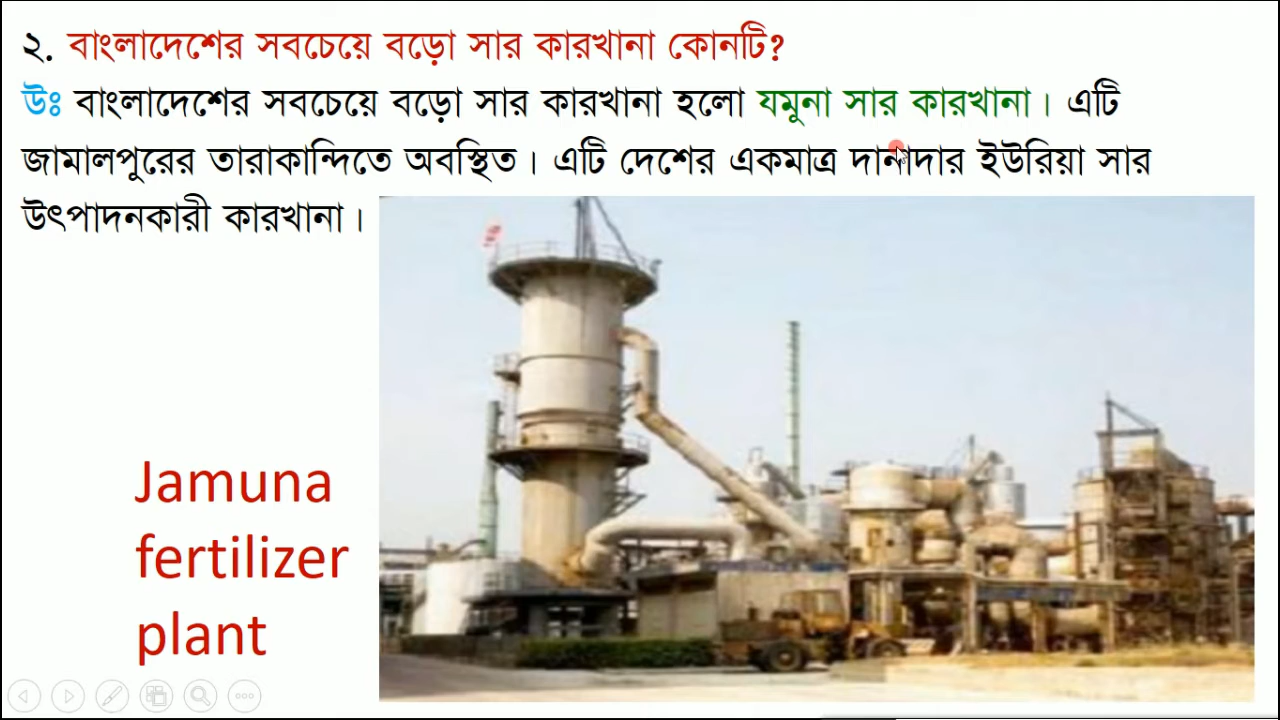 ২. বাংলাদেশের সবচেয়ে বড়ো সার কারখানা কোনটি?
উঃ বাংলাদেশের সবচেয়ে বড়ো সার কারখানা হলো যমুনা সার কারখানা। এটি
জামালপুরের তারাকান্দিতে অবস্থিত। এটি দেশের একমাত্র দানাদার ইউরিয়া সার
উৎপাদনকারী কারখানা।
Jamuna
fertilizer
plant